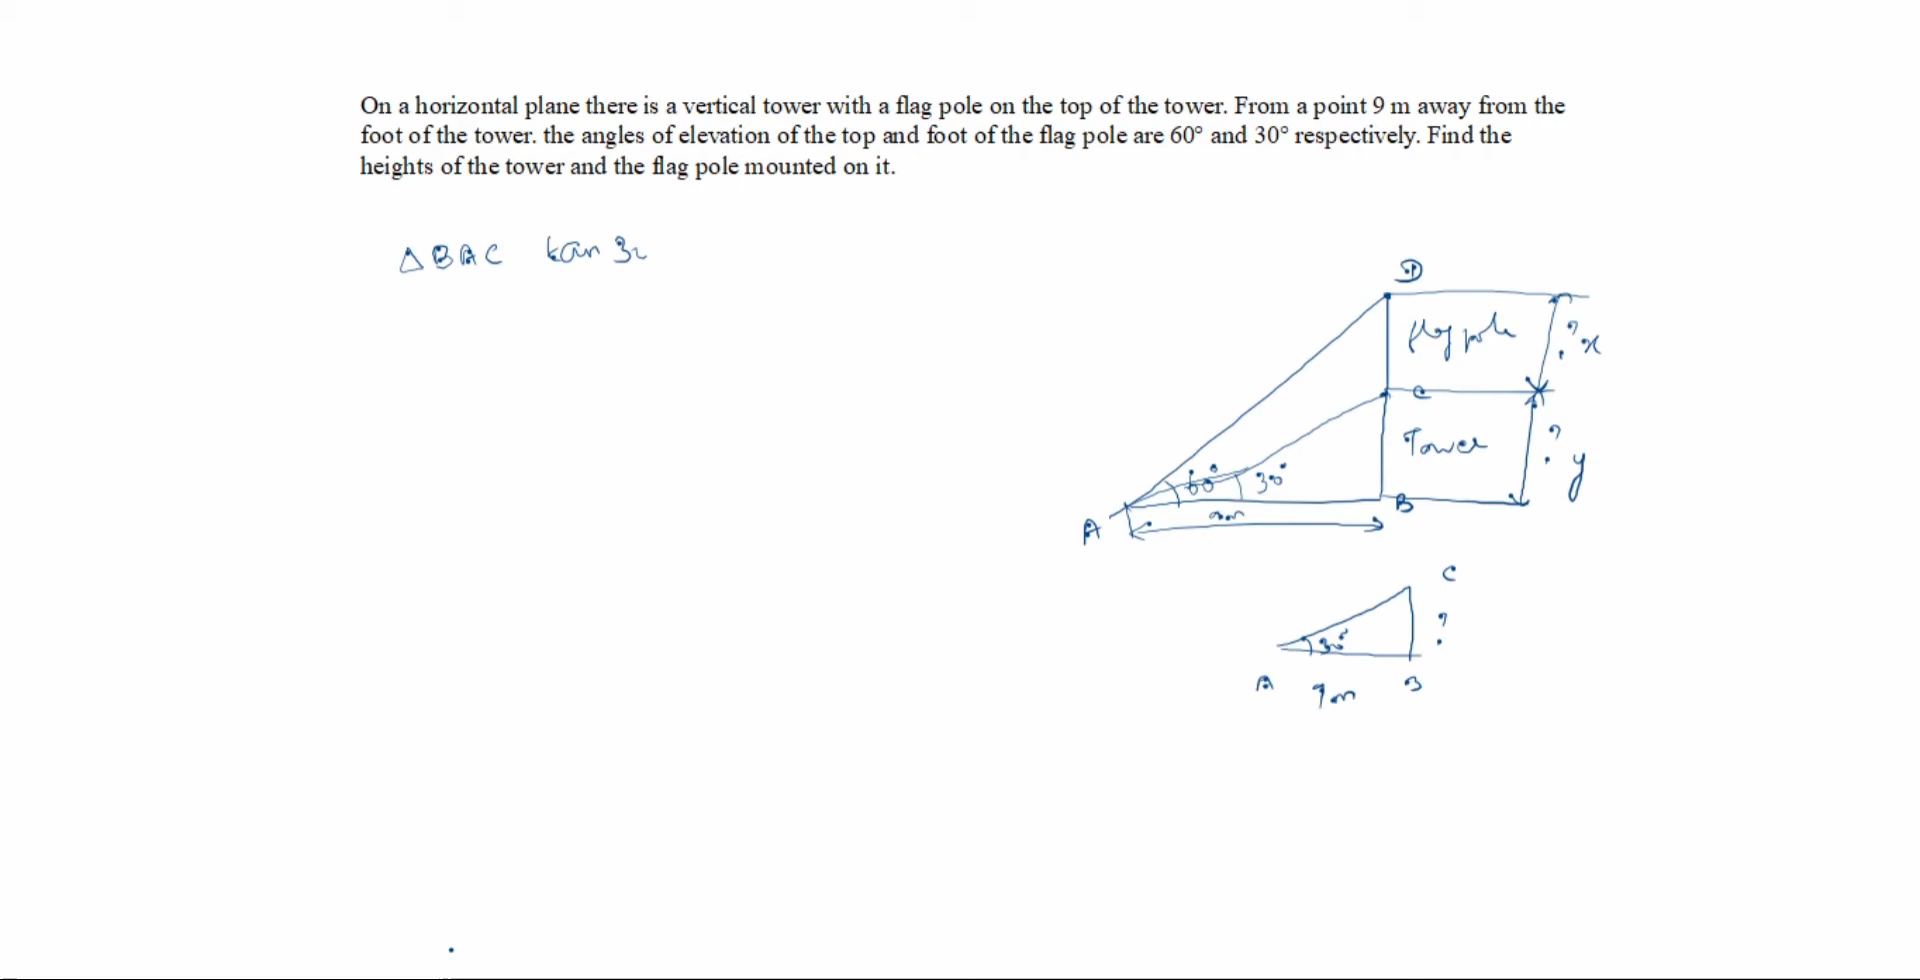 On a horizontal plane there is a vertical tower with a flag pole on the top of the tower. From a point 9 m away from the
foot of the tower. the angles of elevation of the top and foot of the flag pole are 60° and 30° respectively. Find the
heights of the tower and the flag pole mounted on it.
△BAC tan 3
D
flag pole
? x
C
Tower
? y
60° 30°
B
A
C
30°
?
A 9m B